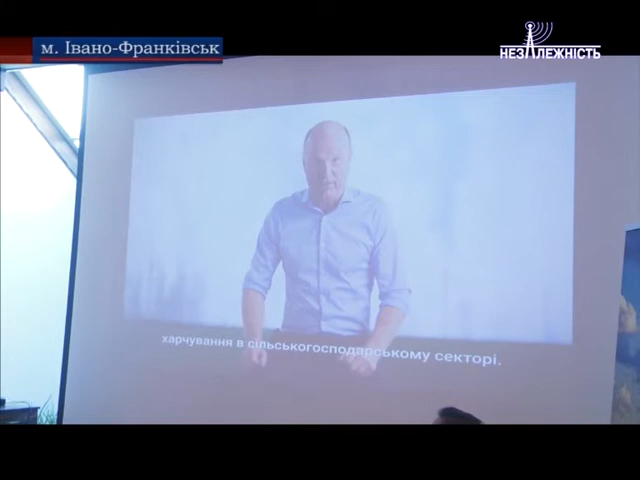 м. Івано-Франківськ
НЕЗАЛЕЖНІСТЬ
харчування в сільськогосподарському секторі.